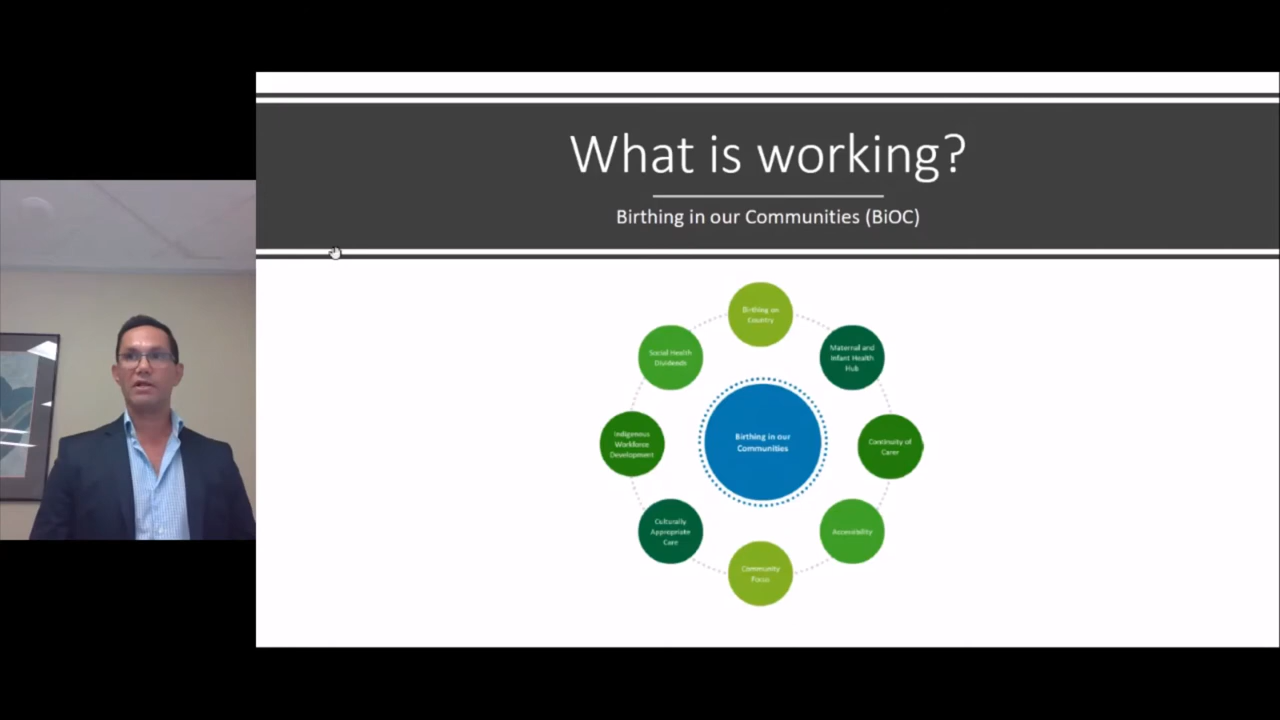 What is working?
Birthing in our Communities (BiOC)
Birthing on
Country
Maternal and
Infant Health
Hub
Continuity of
Carer
Accessibility
Community
Focus
Culturally
Appropriate
Care
Indigenous
Workforce
Development
Social Health
Dividends
Birthing in our
Communities